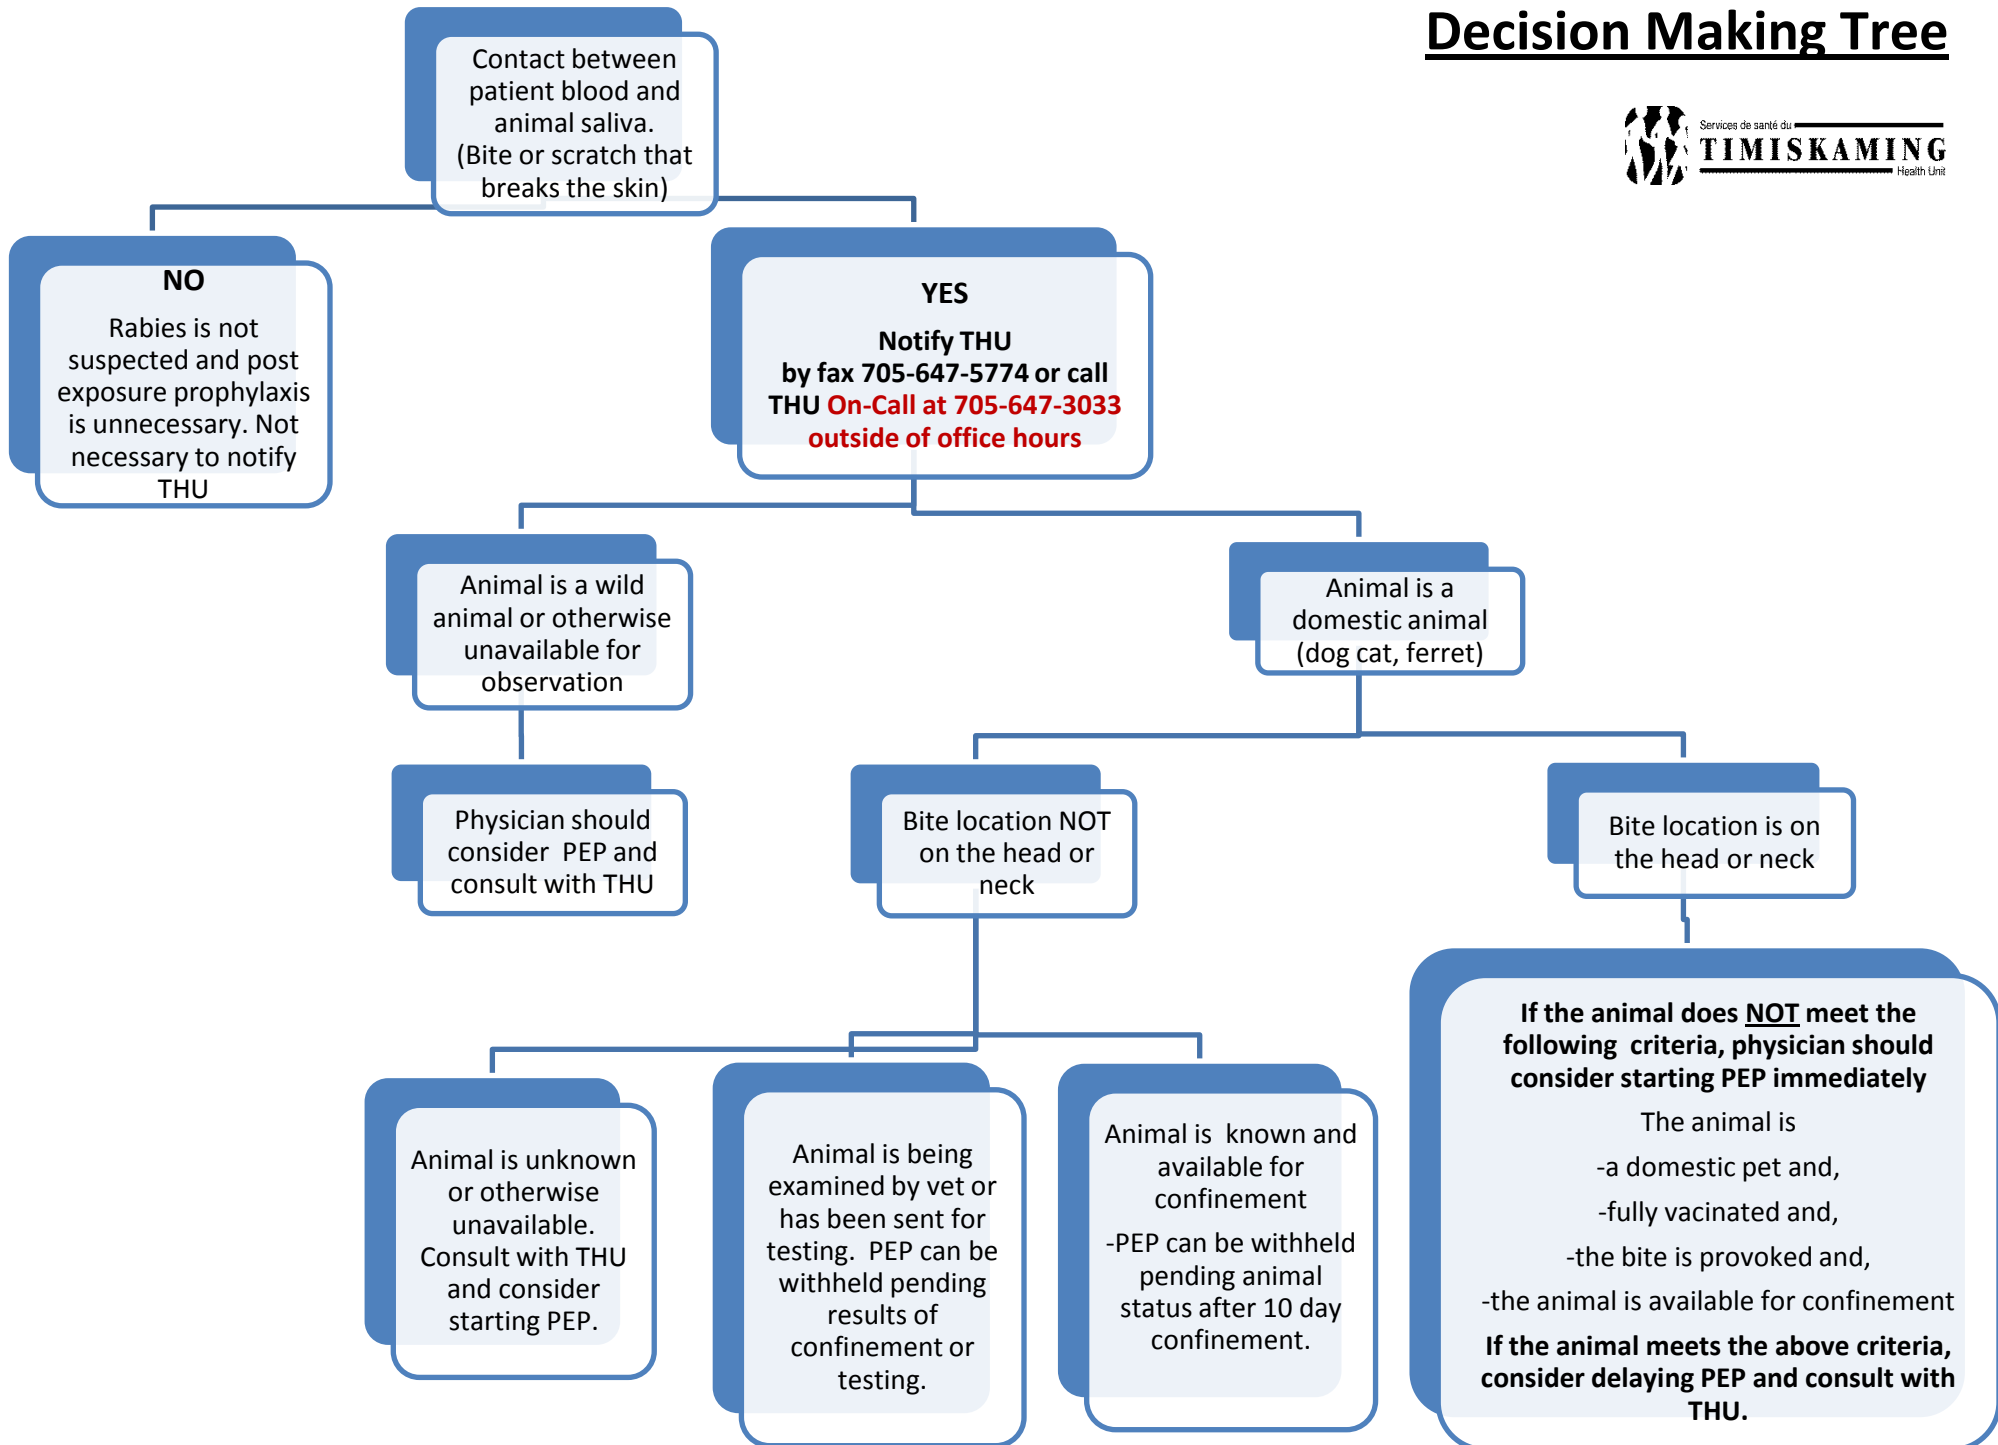 Decision Making Tree
Services de santé du
TIMISKAMING
Health Unit
Contact between
patient blood and
animal saliva.
(Bite or scratch that
breaks the skin)
NO
Rabies is not
suspected and post
exposure prophylaxis
is unnecessary. Not
necessary to notify
THU
YES
Notify THU
by fax 705-647-5774 or call
THU On-Call at 705-647-3033
outside of office hours
Animal is a wild
animal or otherwise
unavailable for
observation
Animal is a
domestic animal
(dog cat, ferret)
Physician should
consider PEP and
consult with THU
Bite location NOT
on the head or
neck
Bite location is on
the head or neck
Animal is unknown
or otherwise
unavailable.
Consult with THU
and consider
starting PEP.
Animal is being
examined by vet or
has been sent for
testing. PEP can be
withheld pending
results of
confinement or
testing.
Animal is known and
available for
confinement
-PEP can be withheld
pending animal
status after 10 day
confinement.
If the animal does NOT meet the
following criteria, physician should
consider starting PEP immediately
The animal is
-a domestic pet and,
-fully vacinated and,
-the bite is provoked and,
-the animal is available for confinement
If the animal meets the above criteria,
consider delaying PEP and consult with
THU.